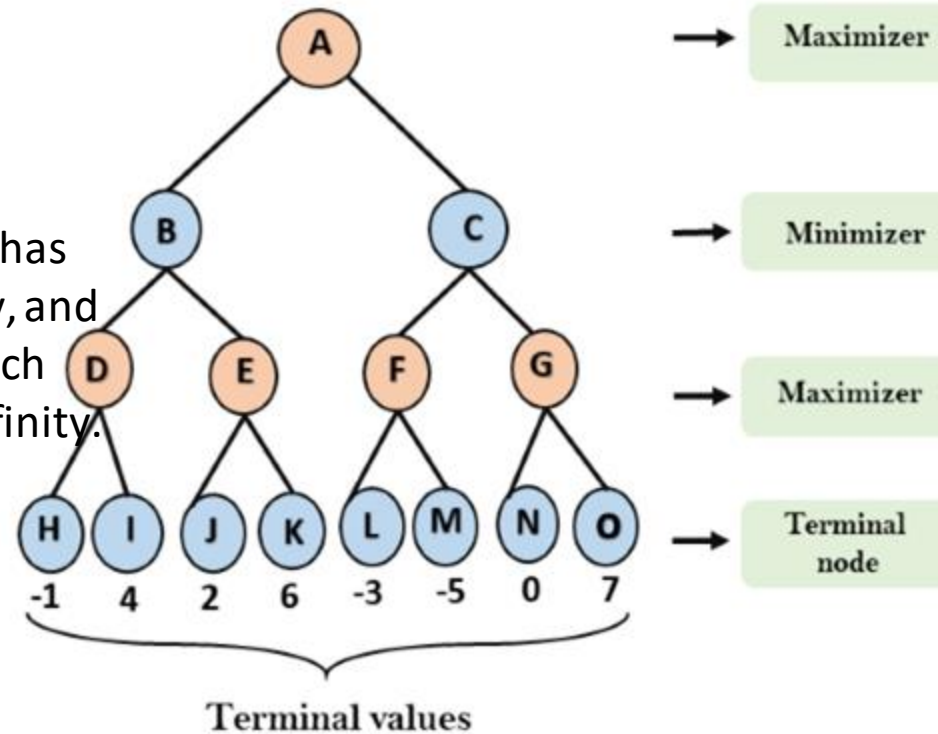 A
Maximizer
B
C
Minimizer
has
, and
ch
finity.
D
E
F
G
Maximizer
H
I
J
K
L
M
N
O
Terminal
node
-1
4
2
6
-3
-5
0
7
Terminal values